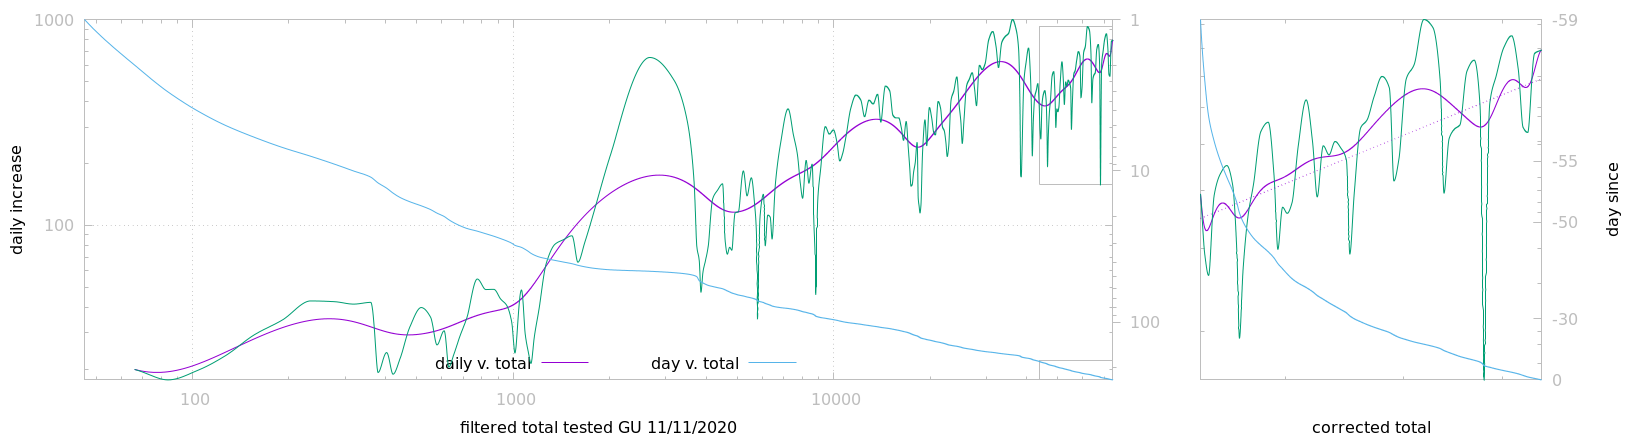 1000
100
daily increase
100
1000
10000
filtered total tested GU 11/11/2020
daily v. total
day v. total
1
10
100
-59
-55
-50
-30
0
day since
corrected total